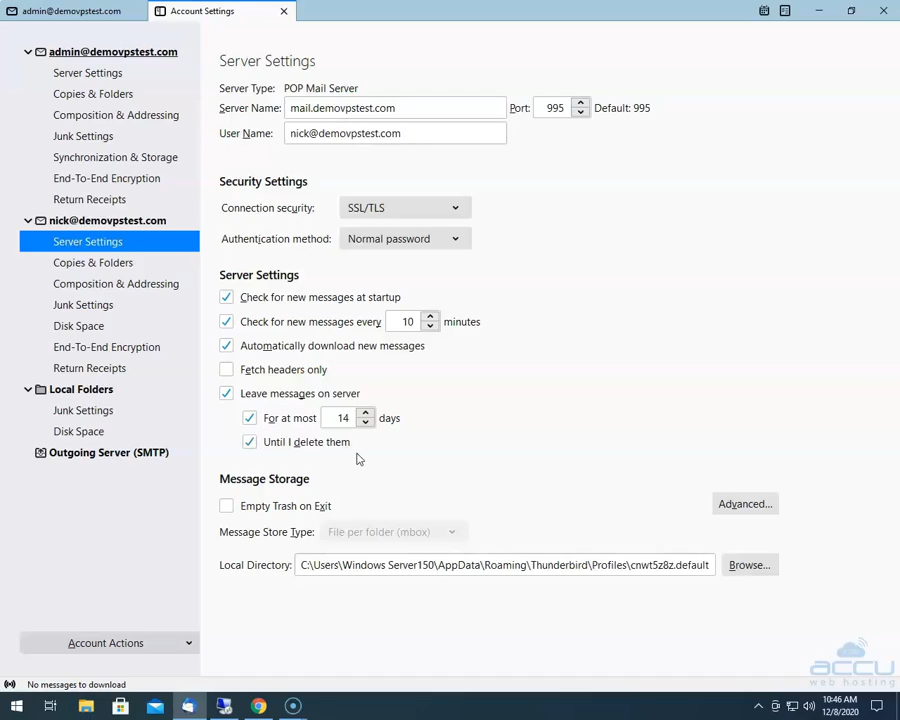 admin@demovpstest.com
Account Settings
admin@demovpstest.com
Server Settings
Copies & Folders
Composition & Addressing
Junk Settings
Synchronization & Storage
End-To-End Encryption
Return Receipts
nick@demovpstest.com
Server Settings
Copies & Folders
Composition & Addressing
Junk Settings
Disk Space
End-To-End Encryption
Return Receipts
Local Folders
Junk Settings
Disk Space
Outgoing Server (SMTP)
Account Actions
Server Settings
Server Type: POP Mail Server
Server Name: mail.demovpstest.com Port: 995 Default: 995
User Name: nick@demovpstest.com
Security Settings
Connection security: SSL/TLS
Authentication method: Normal password
Server Settings
Check for new messages at startup
Check for new messages every 10 minutes
Automatically download new messages
Fetch headers only
Leave messages on server
For at most 14 days
Until I delete them
Message Storage
Empty Trash on Exit Advanced...
Message Store Type: File per folder (mbox)
Local Directory: C:\Users\Windows Server150\AppData\Roaming\Thunderbird\Profiles\cnwt5z8z.default Browse...
accu
web hosting
No messages to download
10:46 AM
12/8/2020